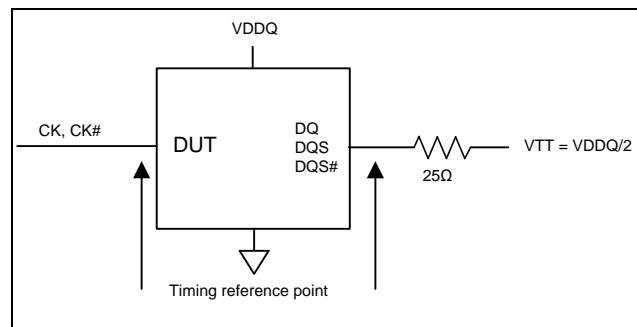 VDDQ
CK, CK#
DUT
DQ
DQS
DQS#
VTT = VDDQ/2
25Ω
Timing reference point